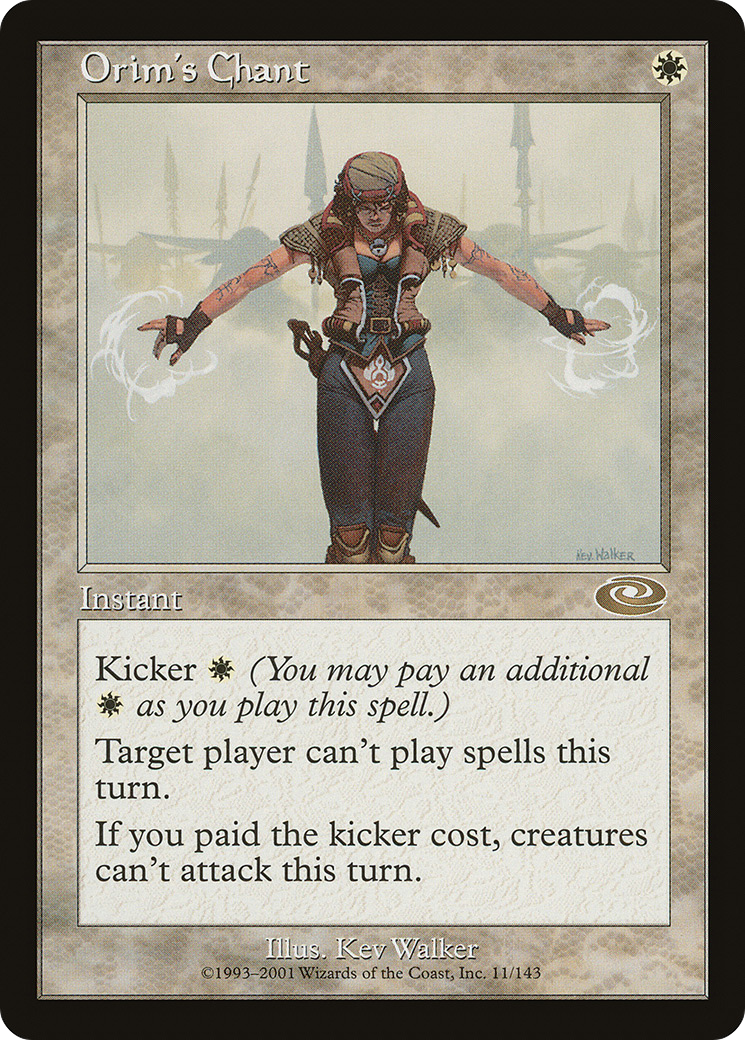 Orim's Chant
Kev. Walker
Instant
Kicker (You may pay an additional
as you play this spell.)
Target player can't play spells this
turn.
If you paid the kicker cost, creatures
can't attack this turn.
Illus. Kev Walker
©1993–2001 Wizards of the Coast, Inc. 11/143